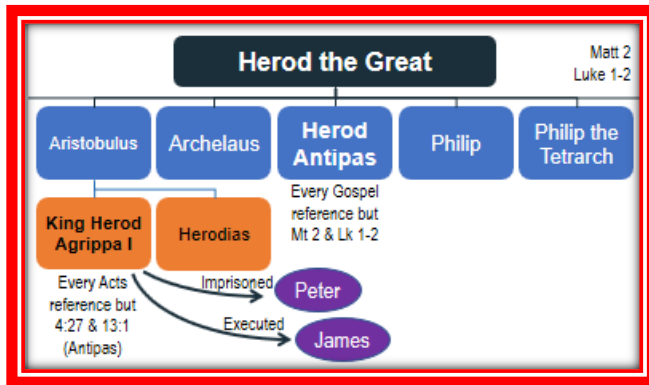 Herod the Great
Matt 2
Luke 1-2
Aristobulus
Archelaus
Herod
Antipas
Philip
Philip the
Tetrarch
Every Gospel
reference but
Mt 2 & Lk 1-2
King Herod
Agrippa I
Herodias
Every Acts
reference but
4:27 & 13:1
(Antipas)
Imprisoned
Peter
Executed
James